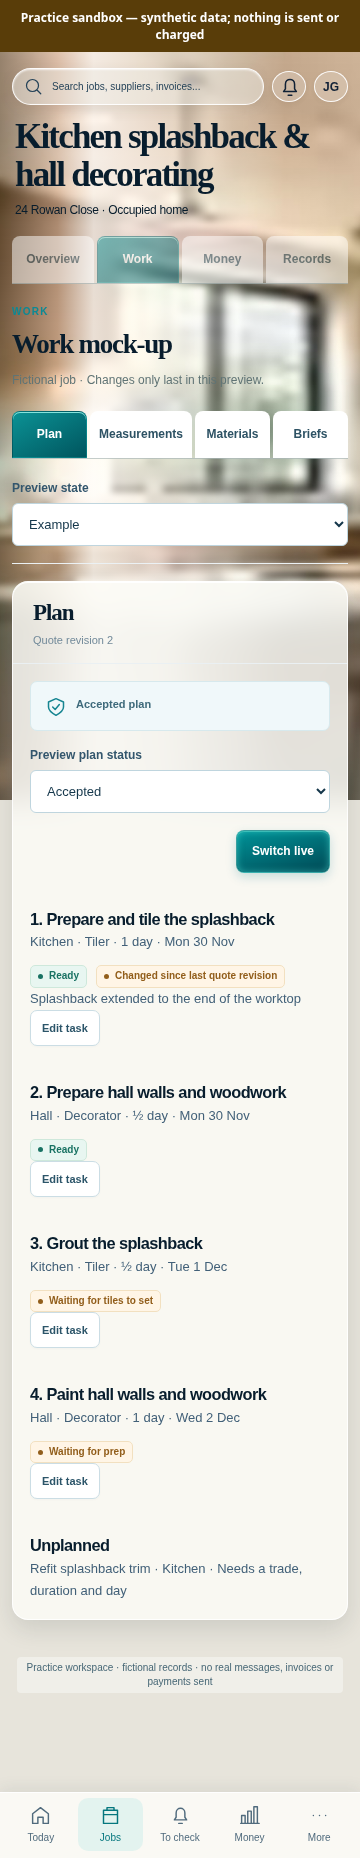 Practice sandbox — synthetic data; nothing is sent or
charged
Search jobs, suppliers, invoices...
JG
Kitchen splashback &
hall decorating
24 Rowan Close · Occupied home
Overview
Work
Money
Records
WORK
Work mock-up
Fictional job · Changes only last in this preview.
Plan
Measurements
Materials
Briefs
Preview state
Example
Plan
Quote revision 2
Accepted plan
Preview plan status
Accepted
Switch live
1. Prepare and tile the splashback
Kitchen · Tiler · 1 day · Mon 30 Nov
Ready
Changed since last quote revision
Splashback extended to the end of the worktop
Edit task
2. Prepare hall walls and woodwork
Hall · Decorator · ½ day · Mon 30 Nov
Ready
Edit task
3. Grout the splashback
Kitchen · Tiler · ½ day · Tue 1 Dec
Waiting for tiles to set
Edit task
4. Paint hall walls and woodwork
Hall · Decorator · 1 day · Wed 2 Dec
Waiting for prep
Edit task
Unplanned
Refit splashback trim · Kitchen · Needs a trade,
duration and day
Practice workspace · fictional records · no real messages, invoices or
payments sent
Today
Jobs
To check
Money
More